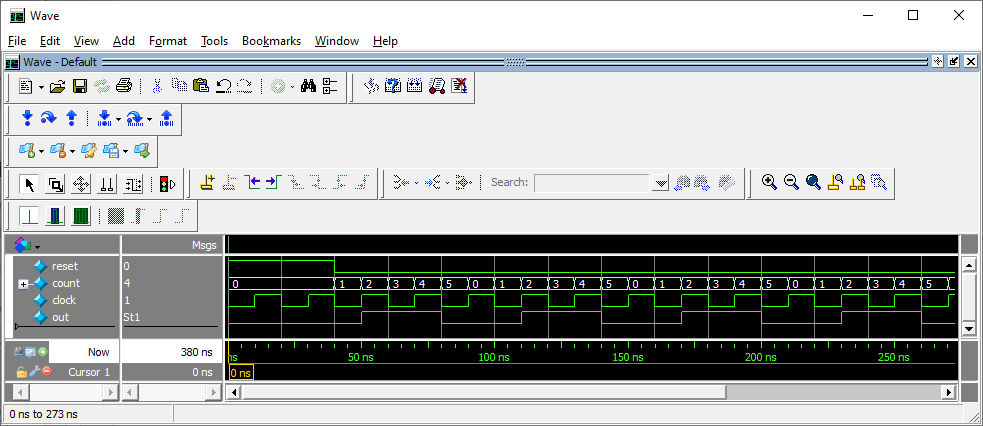 Wave
File Edit View Add Format Tools Bookmarks Window Help
Wave - Default
Search:
Msgs
reset 0
count 4 0 1 2 3 4 5 0 1 2 3 4 5 0 1 2 3 4 5 0 1 2 3 4 5
clock 1
out St1
Now 380 ns ns 50 ns 100 ns 150 ns 200 ns 250 ns
Cursor 1 0 ns 0 ns
0 ns to 273 ns